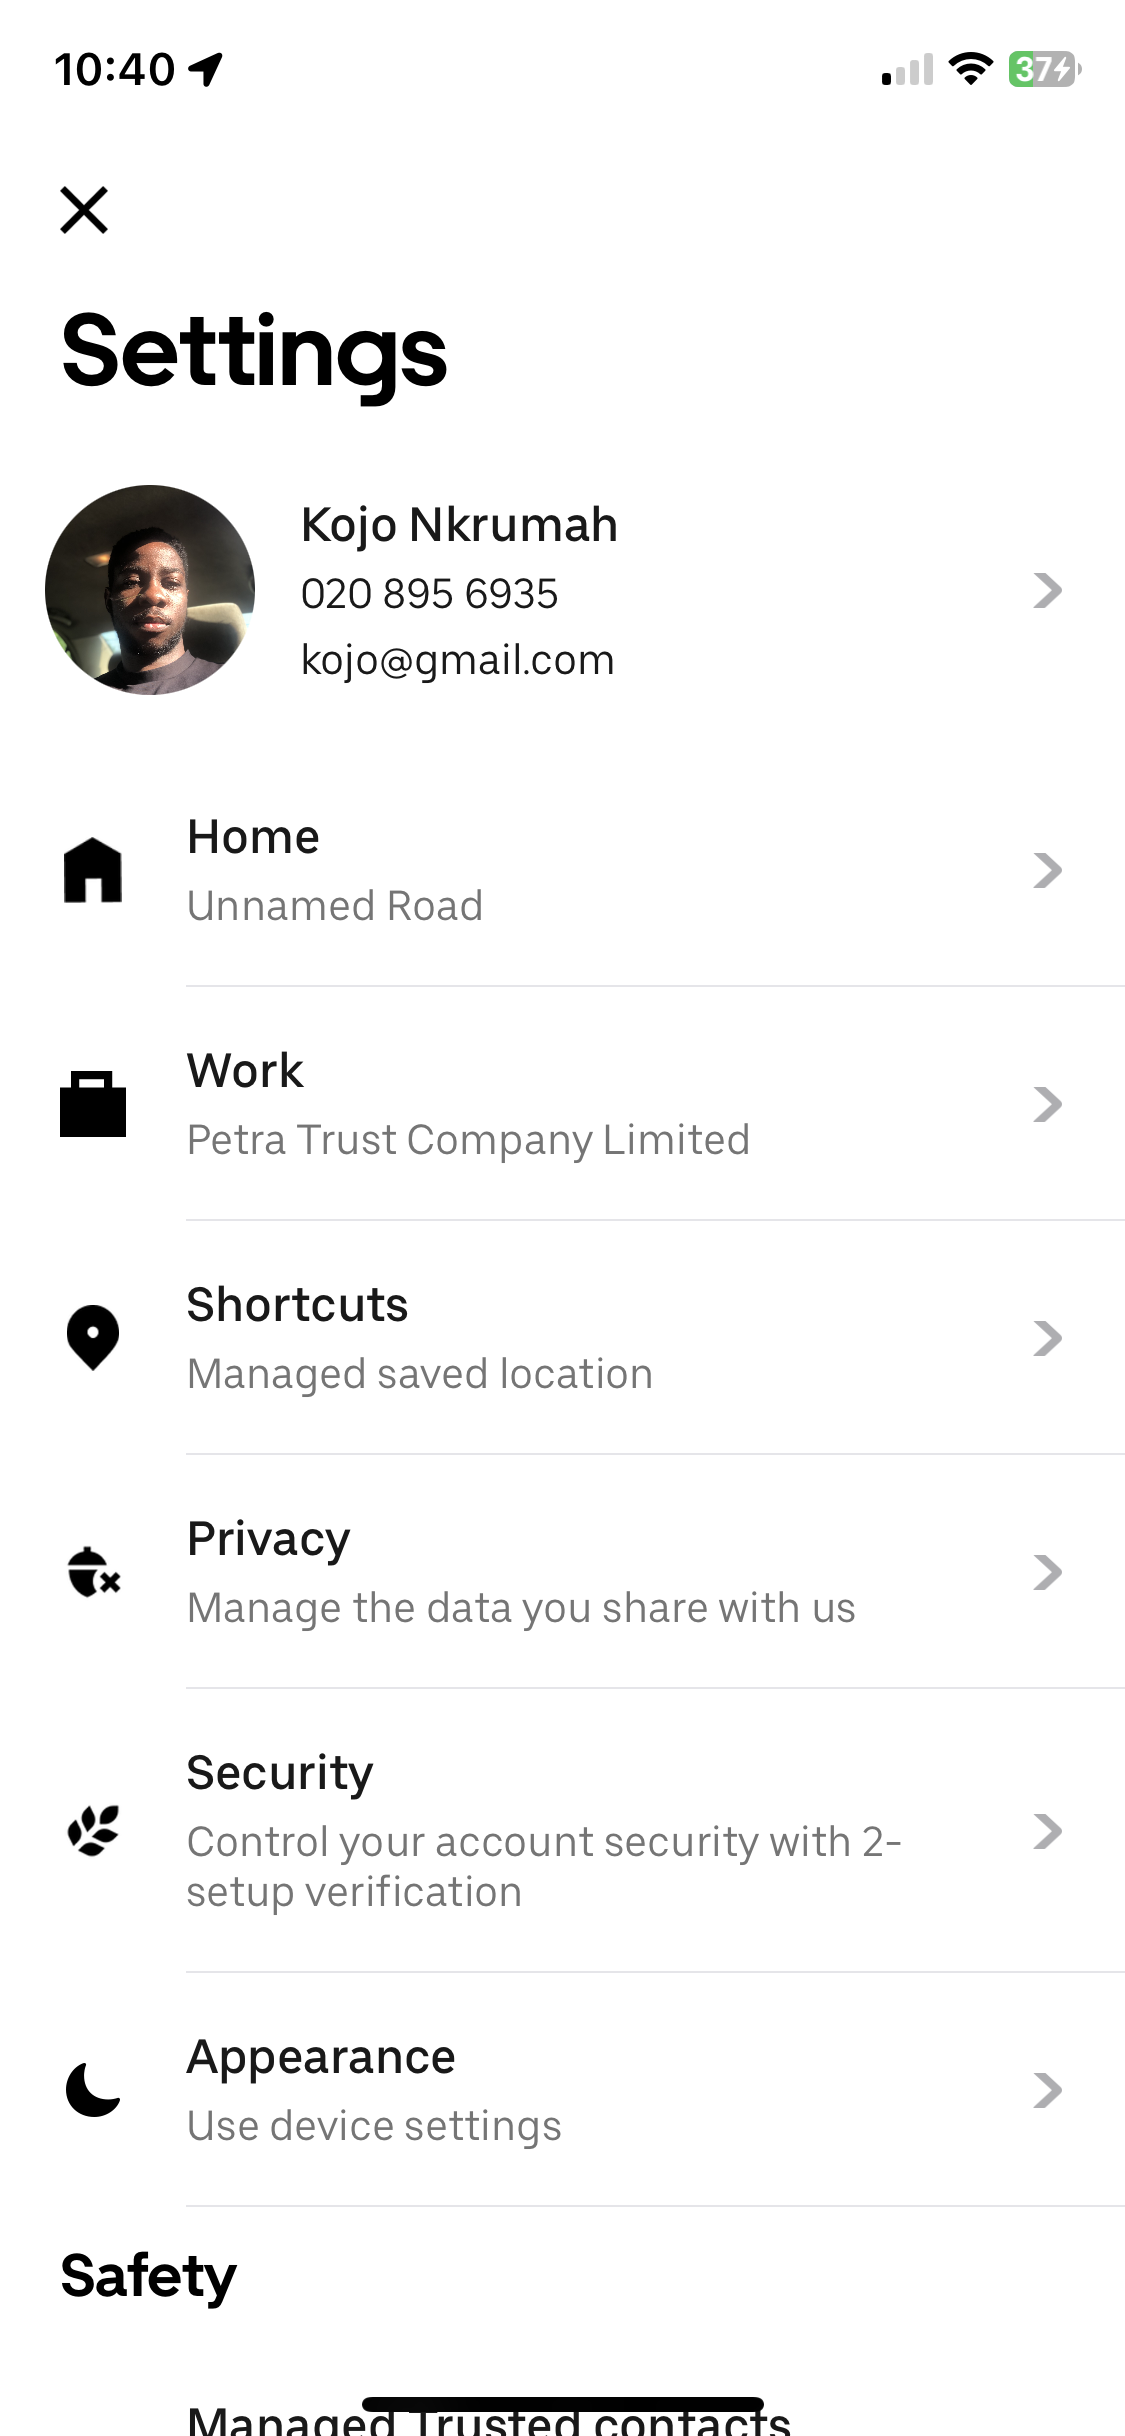 10:40
37
Settings
Kojo Nkrumah
020 895 6935
kojo@gmail.com
Home
Unnamed Road
Work
Petra Trust Company Limited
Shortcuts
Managed saved location
Privacy
Manage the data you share with us
Security
Control your account security with 2-
setup verification
Appearance
Use device settings
Safety
Managed Trusted contacts